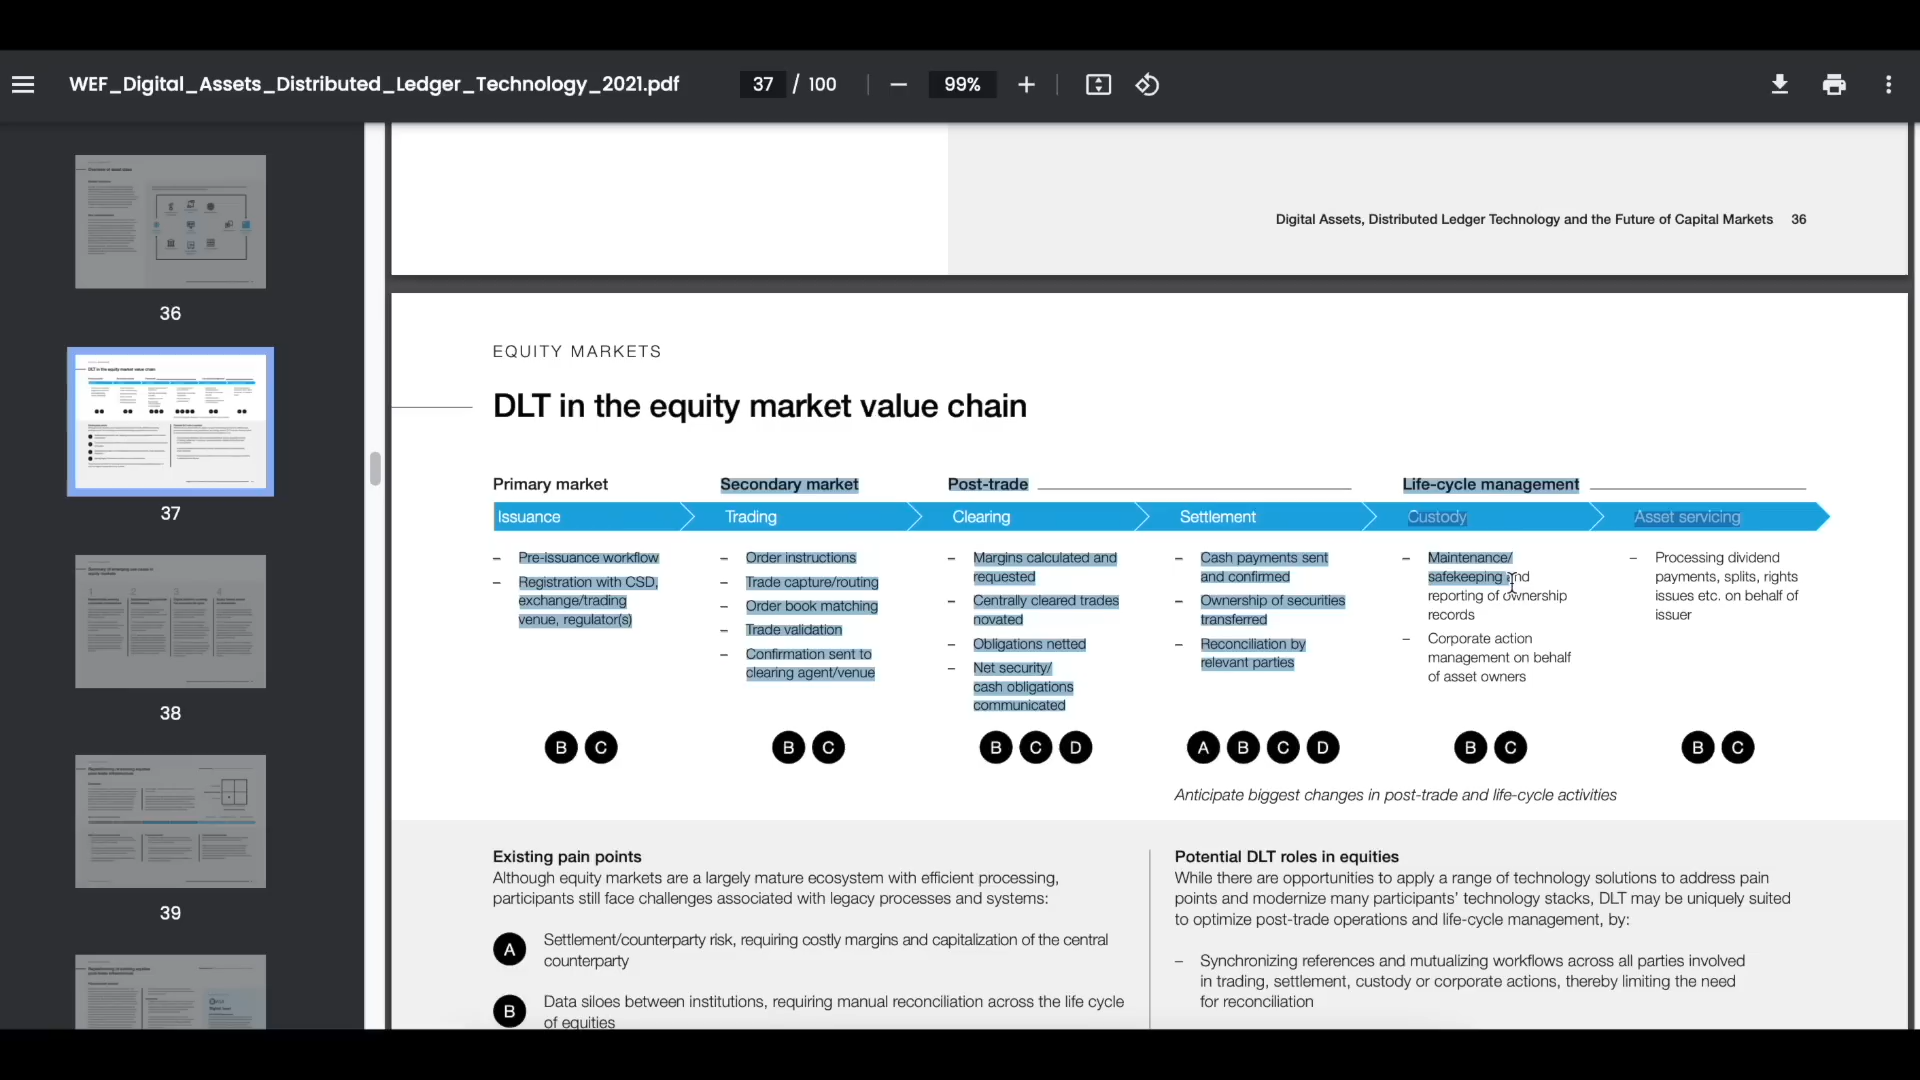 WEF_Digital_Assets_Distributed_Ledger_Technology_2021.pdf
37 / 100
99%
36
37
38
39
Digital Assets, Distributed Ledger Technology and the Future of Capital Markets 36
EQUITY MARKETS
DLT in the equity market value chain
Primary market
Secondary market
Post-trade
Life-cycle management
Issuance
Trading
Clearing
Settlement
Custody
Asset servicing
– Pre-issuance workflow
– Registration with CSD,
exchange/trading
venue, regulator(s)
B C
– Order instructions
– Trade capture/routing
– Order book matching
– Trade validation
– Confirmation sent to
clearing agent/venue
B C
– Margins calculated and
requested
– Centrally cleared trades
novated
– Obligations netted
– Net security/
cash obligations
communicated
B C D
– Cash payments sent
and confirmed
– Ownership of securities
transferred
– Reconciliation by
relevant parties
A B C D
– Maintenance/
safekeeping and
reporting of ownership
records
– Corporate action
management on behalf
of asset owners
B C
– Processing dividend
payments, splits, rights
issues etc. on behalf of
issuer
B C
Anticipate biggest changes in post-trade and life-cycle activities
Existing pain points
Although equity markets are a largely mature ecosystem with efficient processing,
participants still face challenges associated with legacy processes and systems:
A Settlement/counterparty risk, requiring costly margins and capitalization of the central
counterparty
B Data siloes between institutions, requiring manual reconciliation across the life cycle
of equities
Potential DLT roles in equities
While there are opportunities to apply a range of technology solutions to address pain
points and modernize many participants' technology stacks, DLT may be uniquely suited
to optimize post-trade operations and life-cycle management, by:
– Synchronizing references and mutualizing workflows across all parties involved
in trading, settlement, custody or corporate actions, thereby limiting the need
for reconciliation